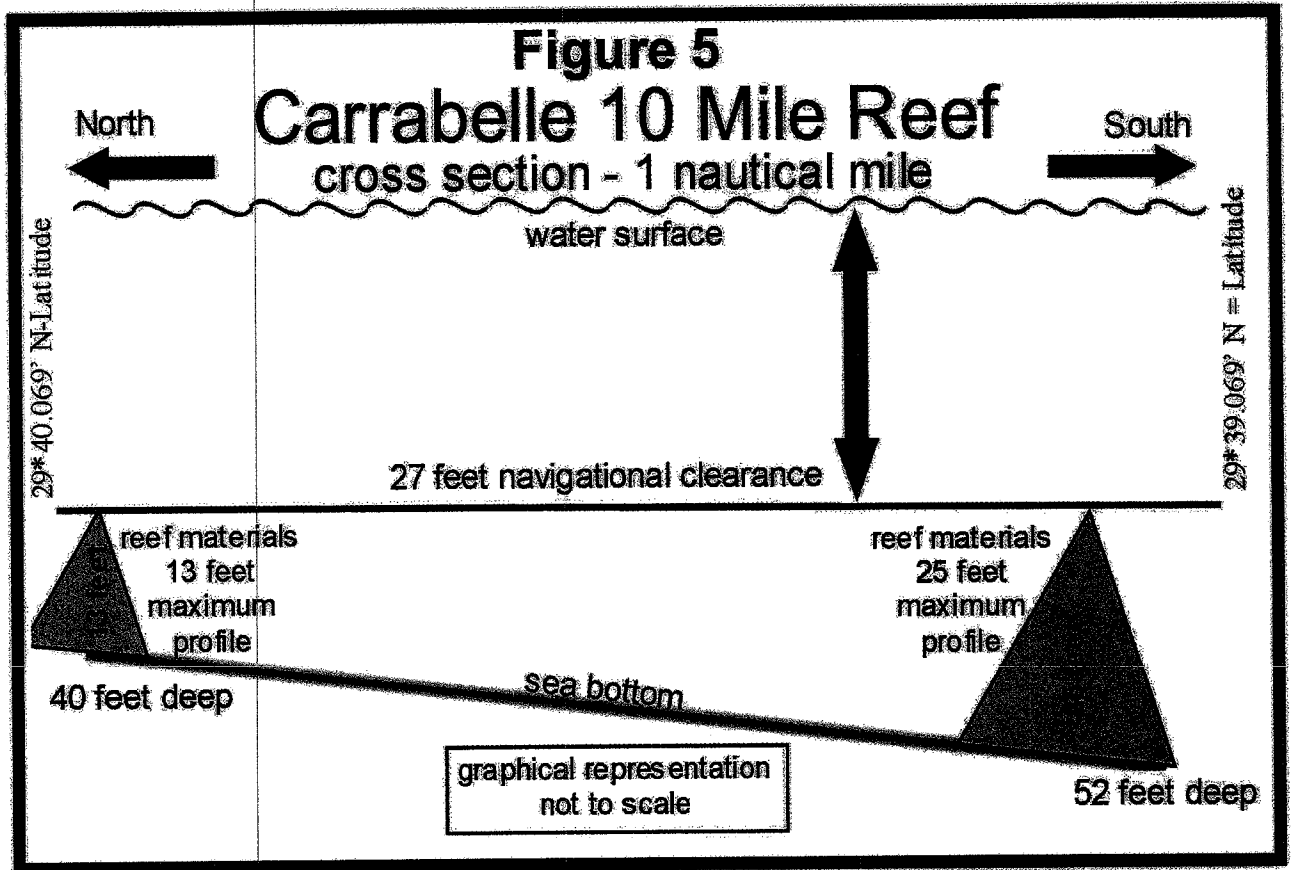 Figure 5
Carrabelle 10 Mile Reef
cross section - 1 nautical mile
North
South
water surface
29*40.069' N-Latitude
29*39.069' N = Latitude
27 feet navigational clearance
reef materials
13 feet
maximum
profile
reef materials
25 feet
maximum
profile
40 feet deep
sea bottom
52 feet deep
graphical representation
not to scale